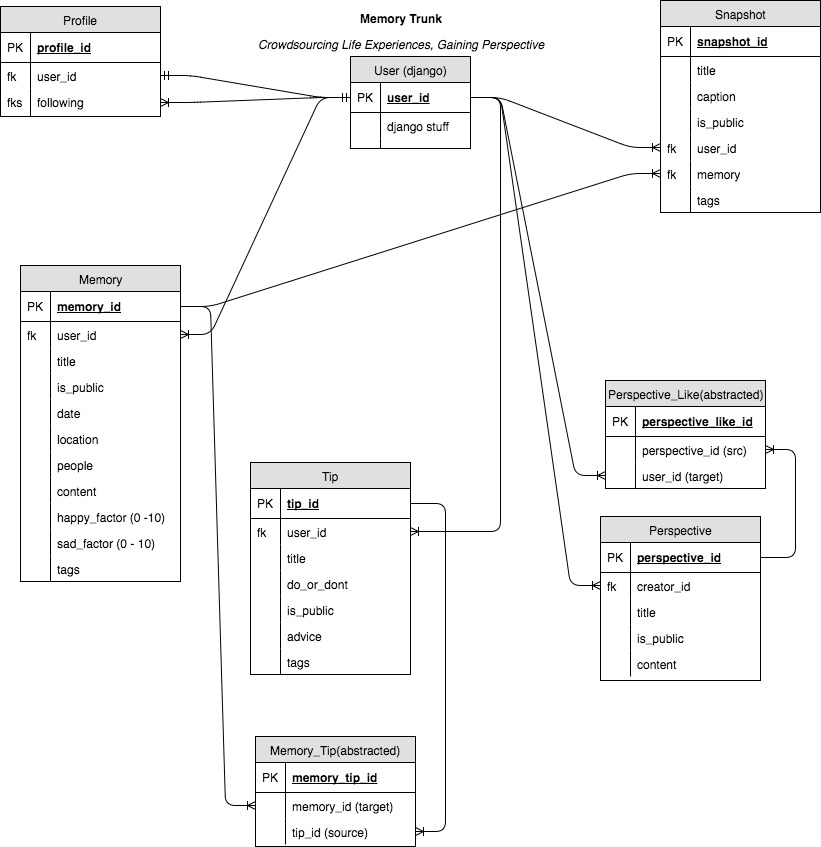 Memory Trunk
Crowdsourcing Life Experiences, Gaining Perspective
Profile
PK profile_id
fk user_id
fks following
User (django)
PK user_id
django stuff
Snapshot
PK snapshot_id
title
caption
is_public
fk user_id
fk memory
tags
Memory
PK memory_id
fk user_id
title
is_public
date
location
people
content
happy_factor (0 -10)
sad_factor (0 - 10)
tags
Tip
PK tip_id
fk user_id
title
do_or_dont
is_public
advice
tags
Perspective_Like(abstracted)
PK perspective_like_id
perspective_id (src)
user_id (target)
Perspective
PK perspective_id
fk creator_id
title
is_public
content
Memory_Tip(abstracted)
PK memory_tip_id
memory_id (target)
tip_id (source)